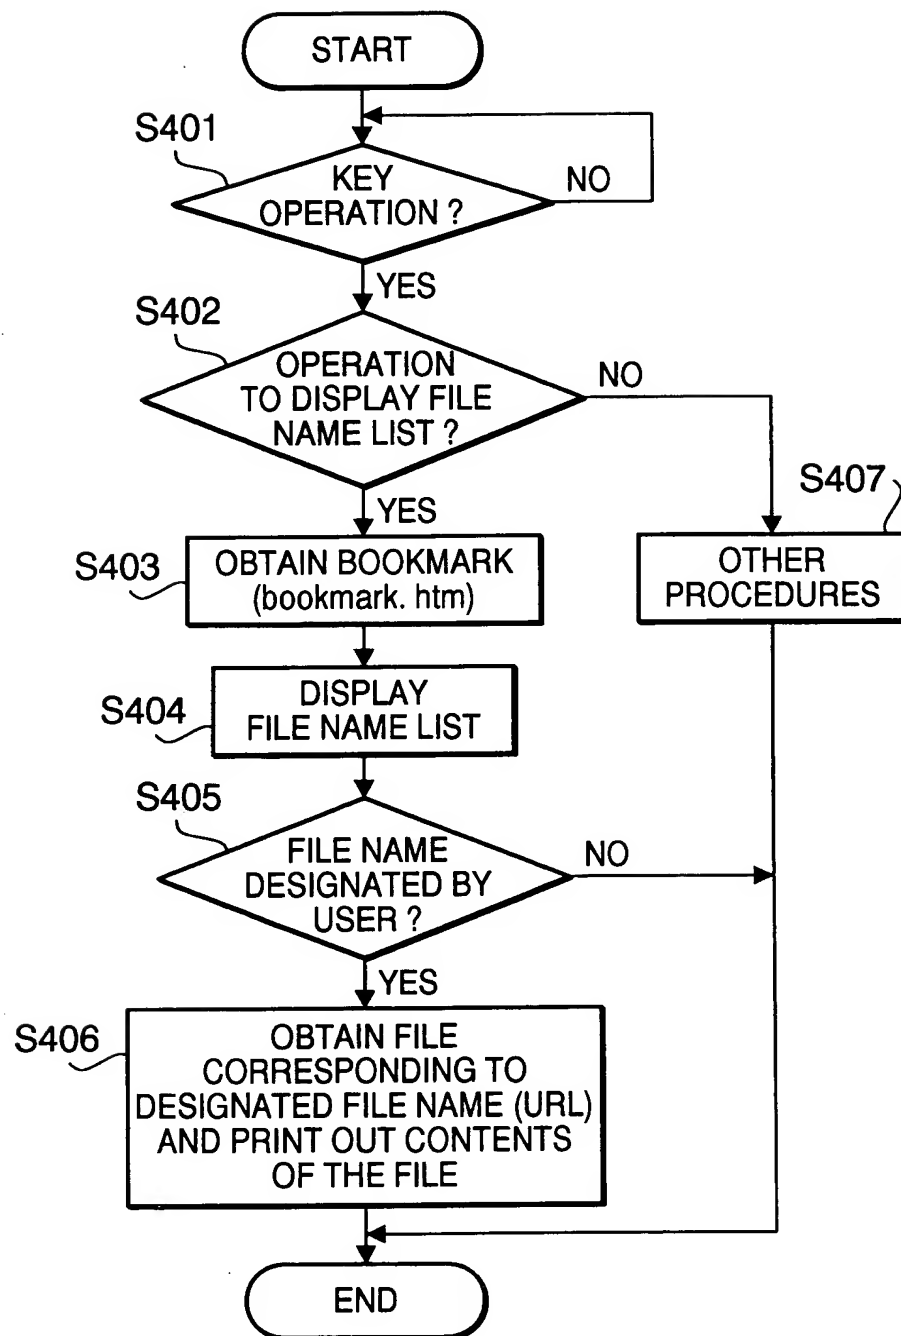 START
S401
KEY
OPERATION ?
NO
YES
S402
OPERATION
TO DISPLAY FILE
NAME LIST ?
NO
YES
S407
S403
OBTAIN BOOKMARK
(bookmark. htm)
OTHER
PROCEDURES
S404
DISPLAY
FILE NAME LIST
S405
FILE NAME
DESIGNATED BY
USER ?
NO
YES
S406
OBTAIN FILE
CORRESPONDING TO
DESIGNATED FILE NAME (URL)
AND PRINT OUT CONTENTS
OF THE FILE
END